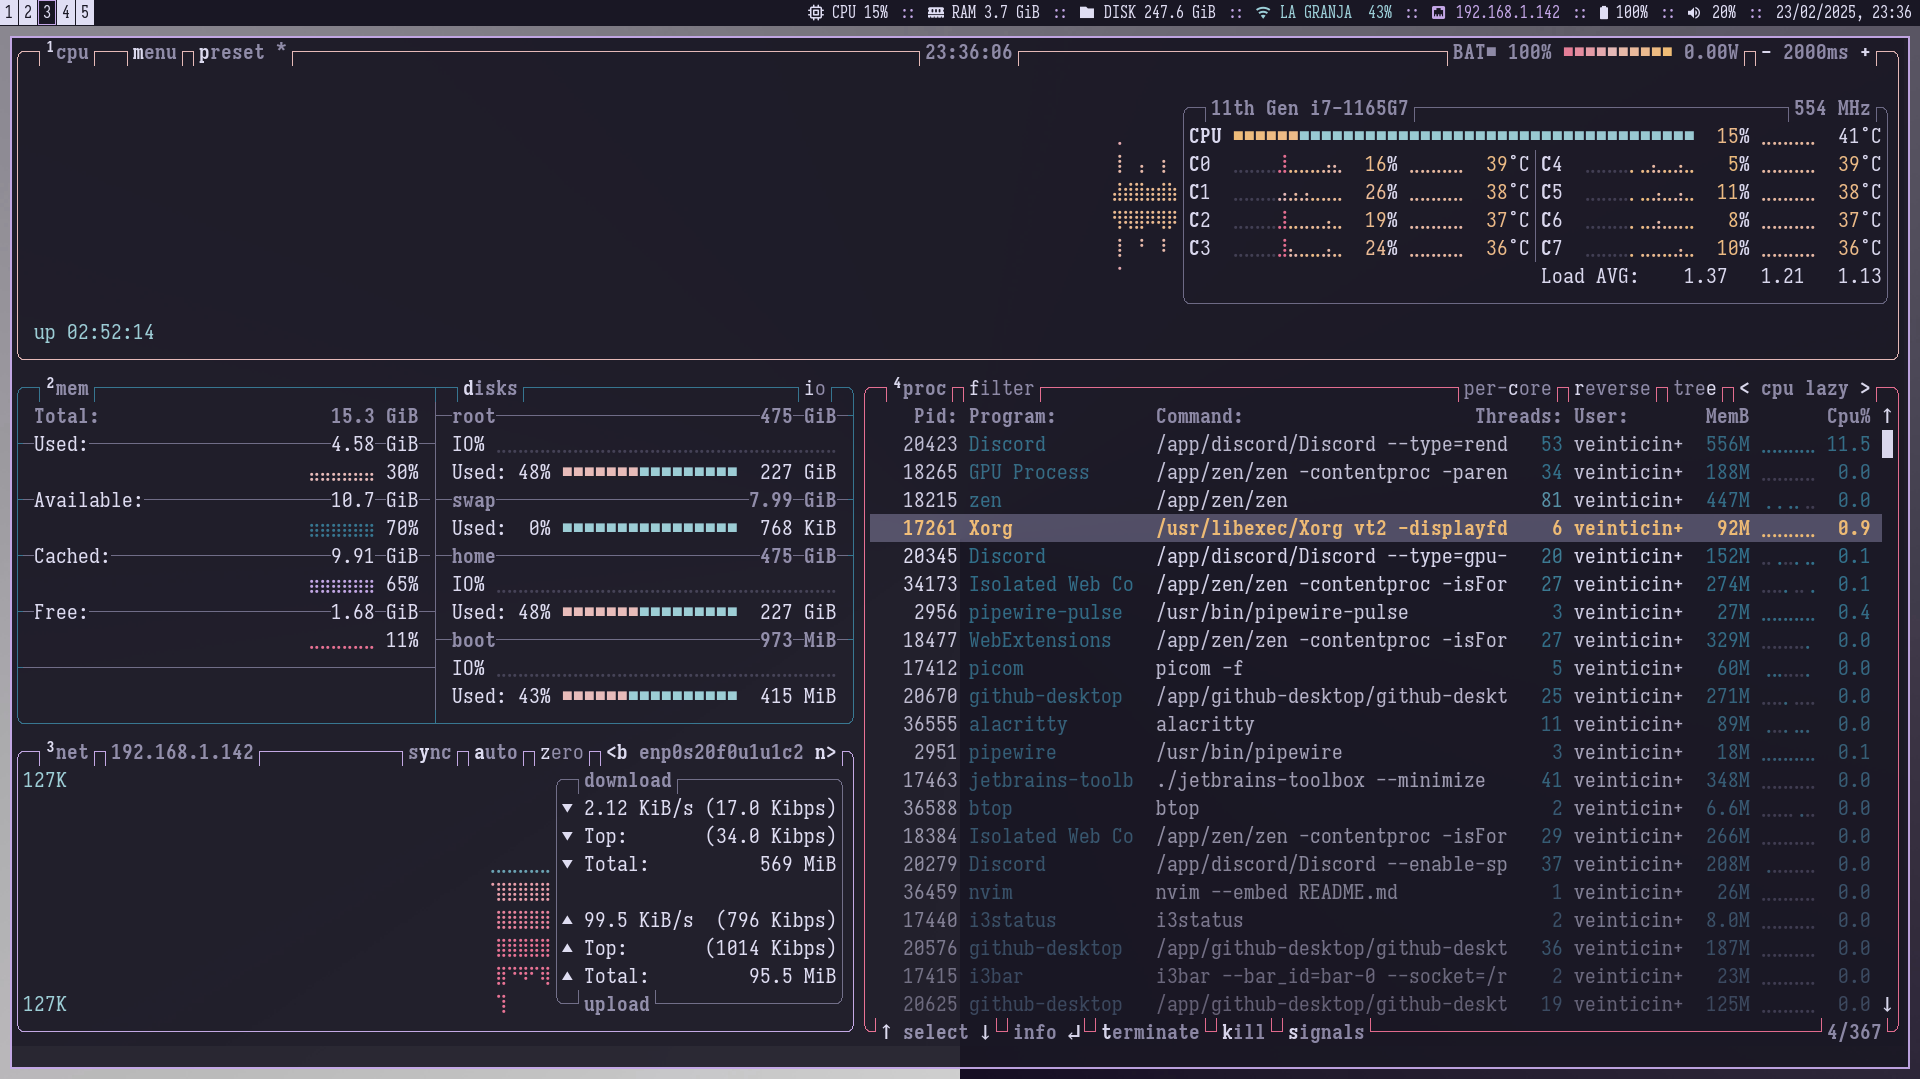 1 2 3 4 5 CPU 15% :: RAM 3.7 GiB :: DISK 247.6 GiB :: LA GRANJA 43% :: 192.168.1.142 :: 100% :: 20% :: 23/02/2025, 23:36
1cpu menu preset * 23:36:06 BAT■ 100% 0.00W - 2000ms +
11th Gen i7-1165G7 554 MHz
CPU 15% 41°C
C0 16% 39°C C4 5% 39°C
C1 26% 38°C C5 11% 38°C
C2 19% 37°C C6 8% 37°C
C3 24% 36°C C7 10% 36°C
Load AVG: 1.37 1.21 1.13
up 02:52:14
2mem
Total: 15.3 GiB
Used: 4.58 GiB
30%
Available: 10.7 GiB
70%
Cached: 9.91 GiB
65%
Free: 1.68 GiB
11%
disks io
root 475 GiB
IO%
Used: 48% 227 GiB
swap 7.99 GiB
Used: 0% 768 KiB
home 475 GiB
IO%
Used: 48% 227 GiB
boot 973 MiB
IO%
Used: 43% 415 MiB
3net 192.168.1.142 sync auto zero <b enp0s20f0u1u1c2 n>
127K
download
▼ 2.12 KiB/s (17.0 Kibps)
▼ Top: (34.0 Kibps)
▼ Total: 569 MiB
▲ 99.5 KiB/s (796 Kibps)
▲ Top: (1014 Kibps)
▲ Total: 95.5 MiB
upload
127K
4proc filter per-core reverse tree < cpu lazy >
Pid: Program: Command: Threads: User: MemB Cpu% ↑
20423 Discord /app/discord/Discord --type=rend 53 veinticin+ 556M 11.5
18265 GPU Process /app/zen/zen -contentproc -paren 34 veinticin+ 188M 0.0
18215 zen /app/zen/zen 81 veinticin+ 447M 0.0
17261 Xorg /usr/libexec/Xorg vt2 -displayfd 6 veinticin+ 92M 0.9
20345 Discord /app/discord/Discord --type=gpu- 20 veinticin+ 152M 0.1
34173 Isolated Web Co /app/zen/zen -contentproc -isFor 27 veinticin+ 274M 0.1
2956 pipewire-pulse /usr/bin/pipewire-pulse 3 veinticin+ 27M 0.4
18477 WebExtensions /app/zen/zen -contentproc -isFor 27 veinticin+ 329M 0.0
17412 picom picom -f 5 veinticin+ 60M 0.0
20670 github-desktop /app/github-desktop/github-deskt 25 veinticin+ 271M 0.0
36555 alacritty alacritty 11 veinticin+ 89M 0.0
2951 pipewire /usr/bin/pipewire 3 veinticin+ 18M 0.1
17463 jetbrains-toolb ./jetbrains-toolbox --minimize 41 veinticin+ 348M 0.0
36588 btop btop 2 veinticin+ 6.6M 0.0
18384 Isolated Web Co /app/zen/zen -contentproc -isFor 29 veinticin+ 266M 0.0
20279 Discord /app/discord/Discord --enable-sp 37 veinticin+ 208M 0.0
36459 nvim nvim --embed README.md 1 veinticin+ 26M 0.0
17440 i3status i3status 2 veinticin+ 8.0M 0.0
20576 github-desktop /app/github-desktop/github-deskt 36 veinticin+ 187M 0.0
17415 i3bar i3bar --bar_id=bar-0 --socket=/r 2 veinticin+ 23M 0.0
20625 github-desktop /app/github-desktop/github-deskt 19 veinticin+ 125M 0.0 ↓
↑ select ↓ info ↲ terminate kill signals 4/367